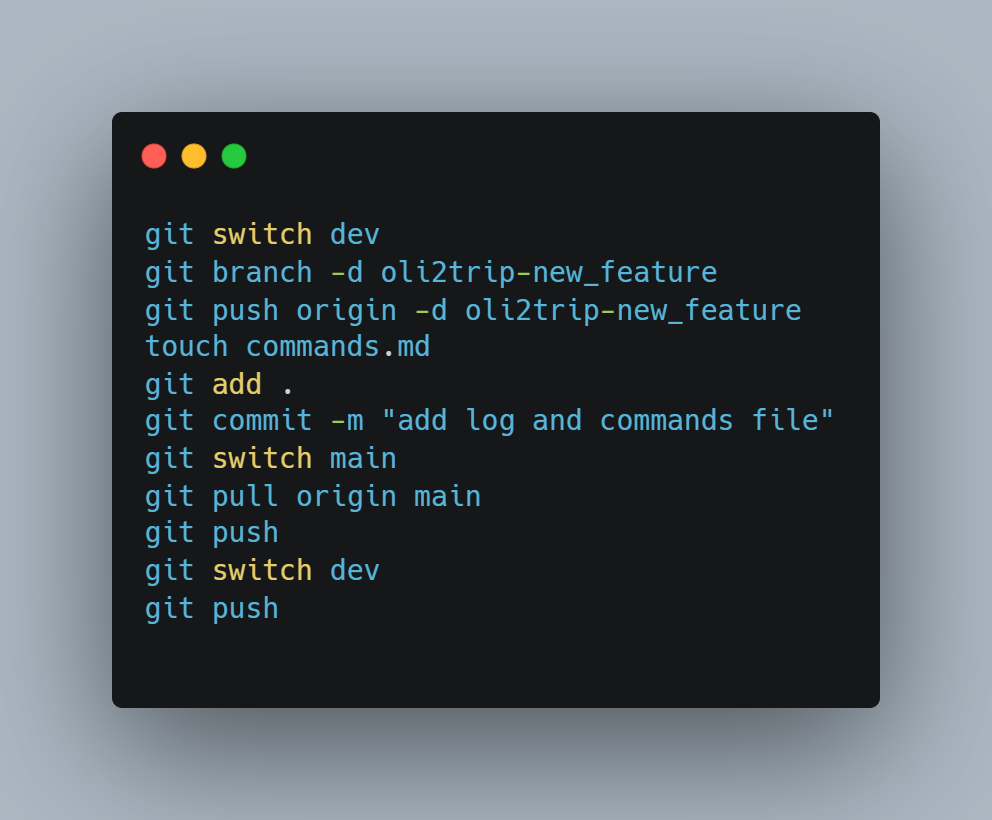 git switch dev
git branch -d oli2trip-new_feature
git push origin -d oli2trip-new_feature
touch commands.md
git add .
git commit -m "add log and commands file"
git switch main
git pull origin main
git push
git switch dev
git push